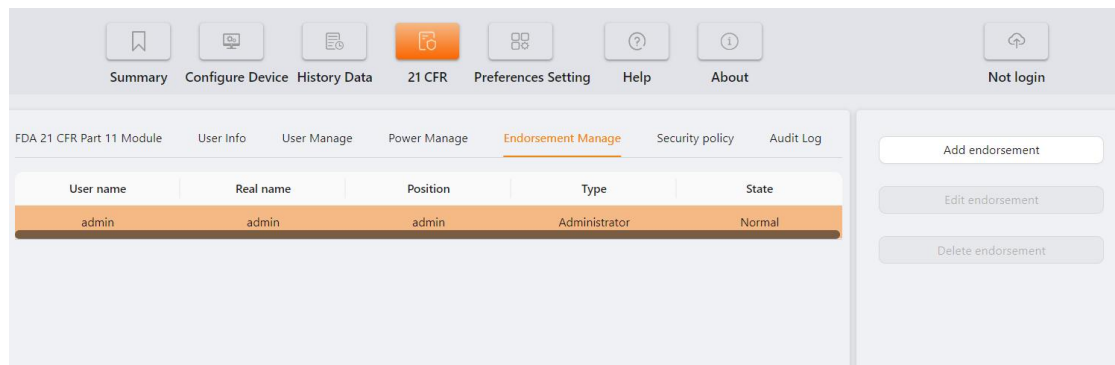 Summary Configure Device History Data 21 CFR Preferences Setting Help About Not login
FDA 21 CFR Part 11 Module User Info User Manage Power Manage Endorsement Manage Security policy Audit Log
User name Real name Position Type State
admin admin admin Administrator Normal
Add endorsement
Edit endorsement
Delete endorsement